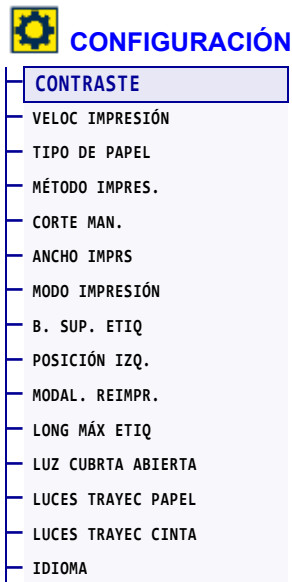 CONFIGURACIÓN
CONTRASTE
VELOC IMPRESIÓN
TIPO DE PAPEL
MÉTODO IMPRES.
CORTE MAN.
ANCHO IMPRS
MODO IMPRESIÓN
B. SUP. ETIQ
POSICIÓN IZQ.
MODAL. REIMPR.
LONG MÁX ETIQ
LUZ CUBRTA ABIERTA
LUCES TRAYEC PAPEL
LUCES TRAYEC CINTA
IDIOMA